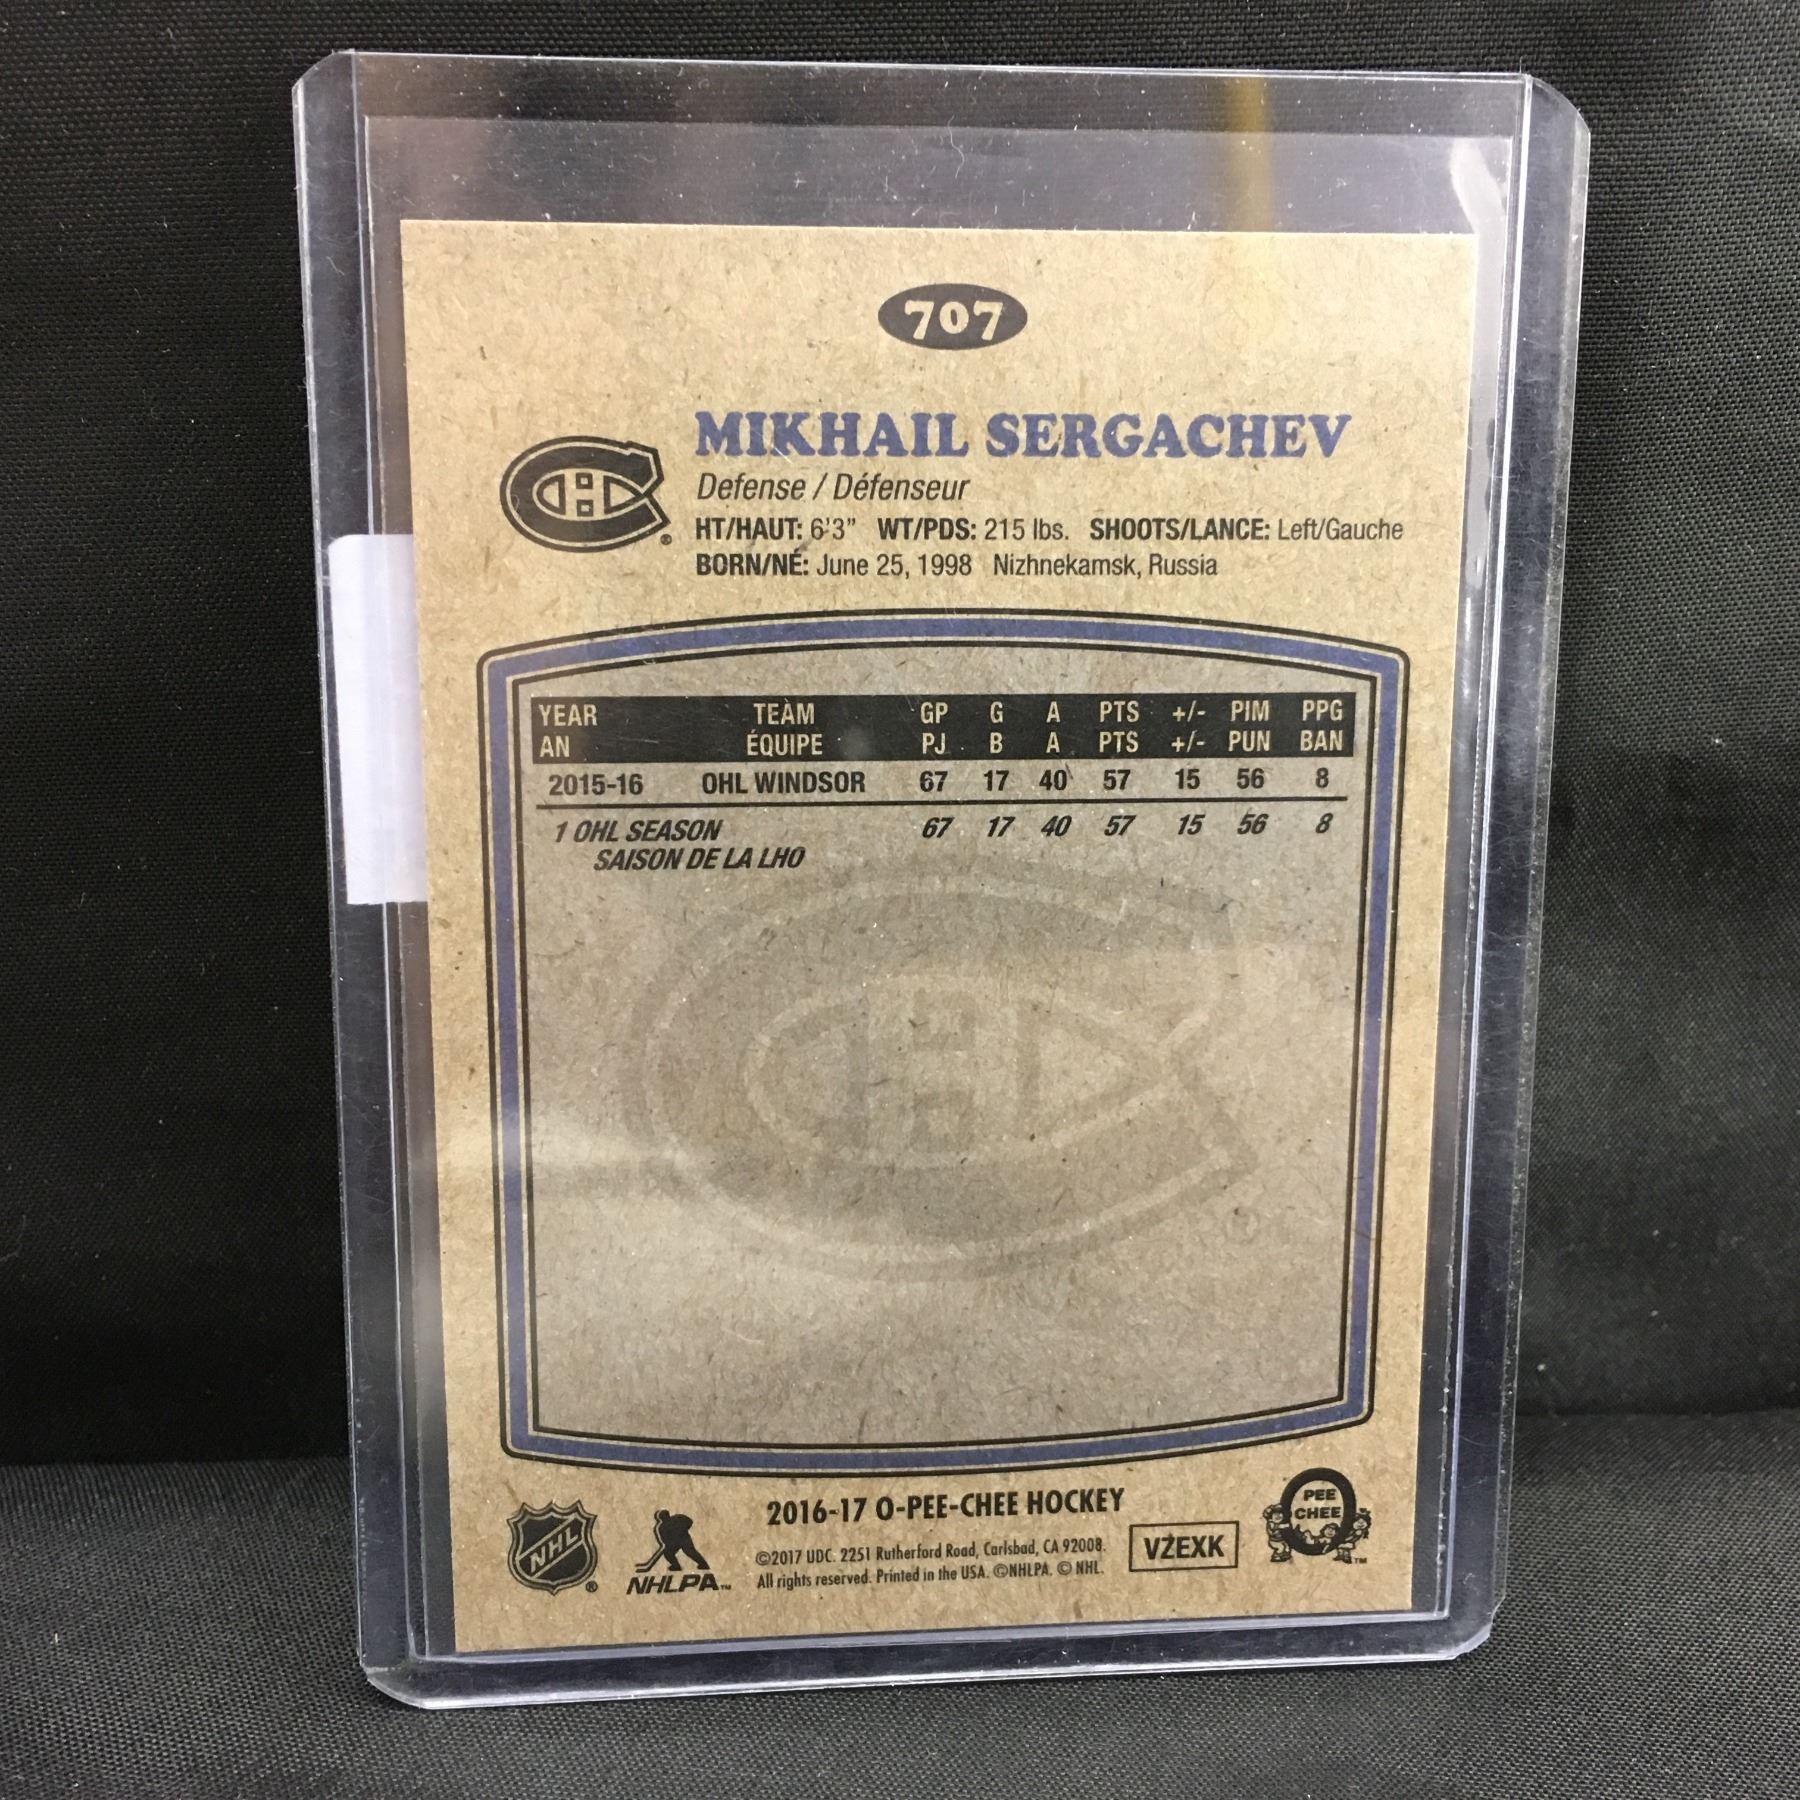 707
MIKHAIL SERGACHEV
Defense / Défenseur
HT/HAUT: 6'3" WT/PDS: 215 lbs. SHOOTS/LANCE: Left/Gauche
BORN/NÉ: June 25, 1998 Nizhnekamsk, Russia
YEAR TEAM GP G A PTS +/- PIM PPG
AN ÉQUIPE PJ B A PTS +/- PUN BAN
2015-16 OHL WINDSOR 67 17 40 57 15 56 8
1 OHL SEASON 67 17 40 57 15 56 8
SAISON DE LA LHO
2016-17 O-PEE-CHEE HOCKEY
©2017 UDC. 2251 Rutherford Road, Carlsbad, CA 92008.
All rights reserved. Printed in the USA. ©NHLPA. © NHL.
NHL®
NHLPA™
VZEXK
PEE
CHEE
™